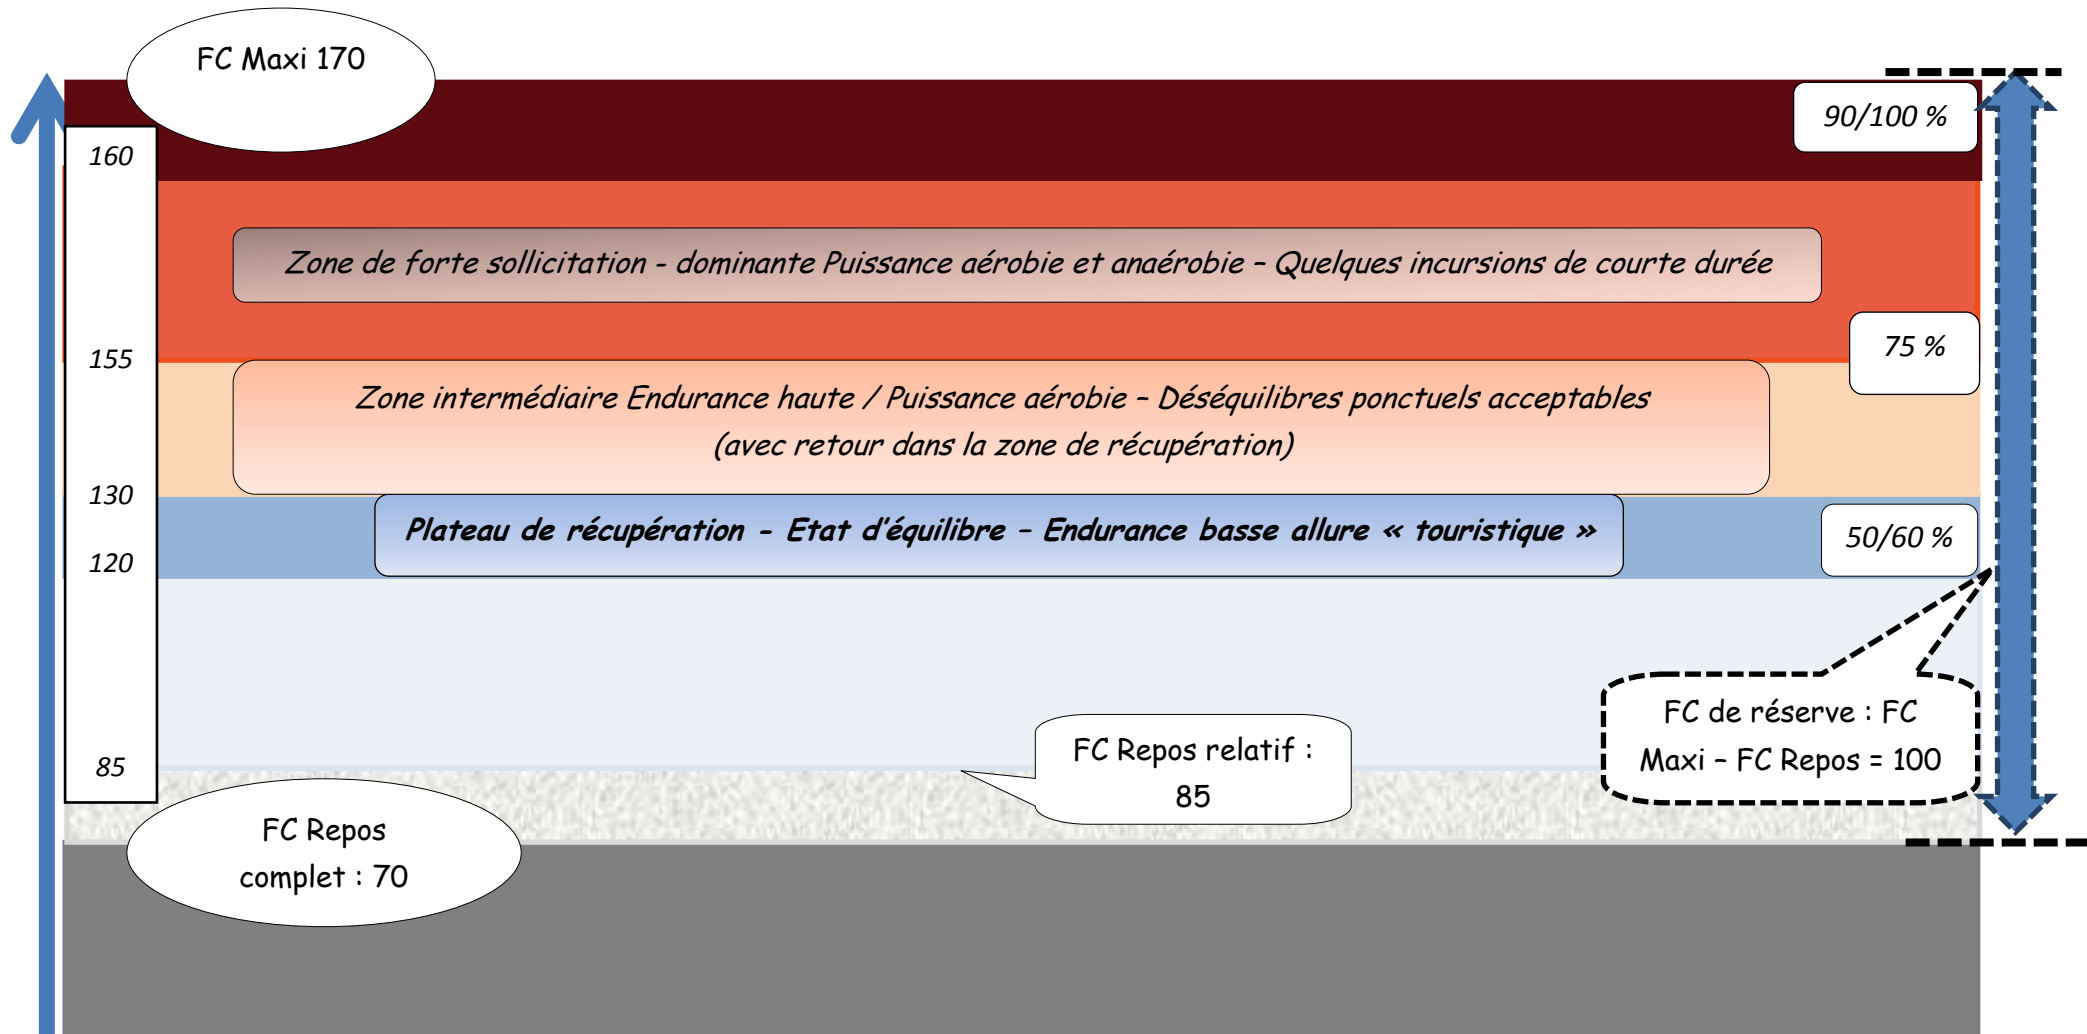 FC Maxi 170
90/100 %
160
Zone de forte sollicitation - dominante Puissance aérobie et anaérobie – Quelques incursions de courte durée
75 %
155
Zone intermédiaire Endurance haute / Puissance aérobie – Déséquilibres ponctuels acceptables
(avec retour dans la zone de récupération)
130
Plateau de récupération - Etat d'équilibre – Endurance basse allure « touristique »
50/60 %
120
FC de réserve : FC
Maxi – FC Repos = 100
FC Repos relatif :
85
85
FC Repos
complet : 70